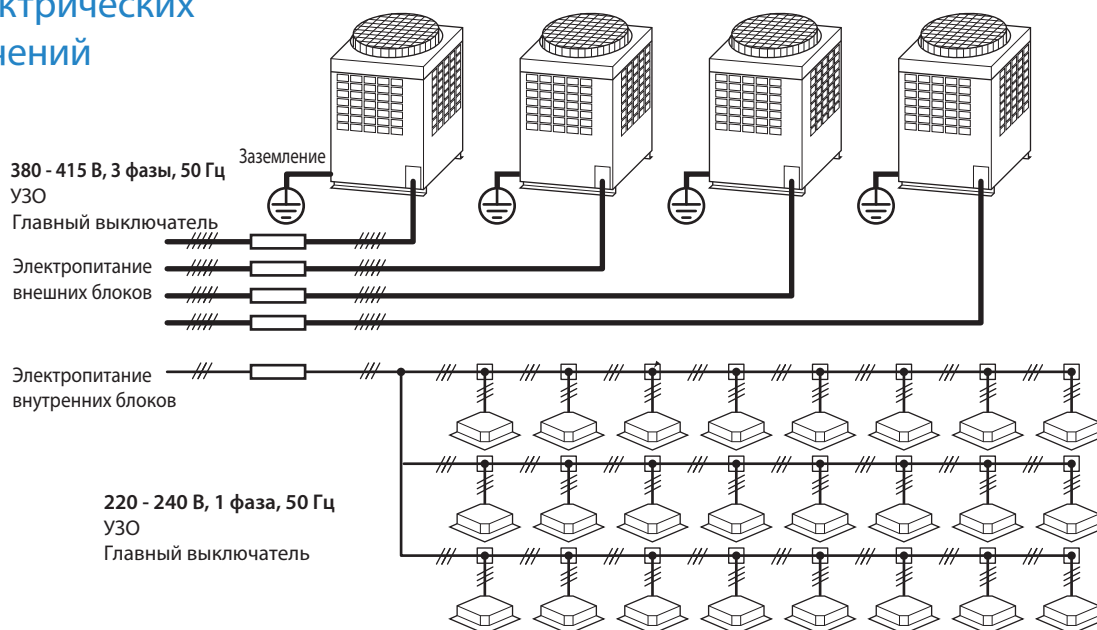 ктрических
чений
380 - 415 В, 3 фазы, 50 Гц
УЗО
Главный выключатель
Заземление
Электропитание
внешних блоков
Электропитание
внутренних блоков
220 - 240 В, 1 фаза, 50 Гц
УЗО
Главный выключатель